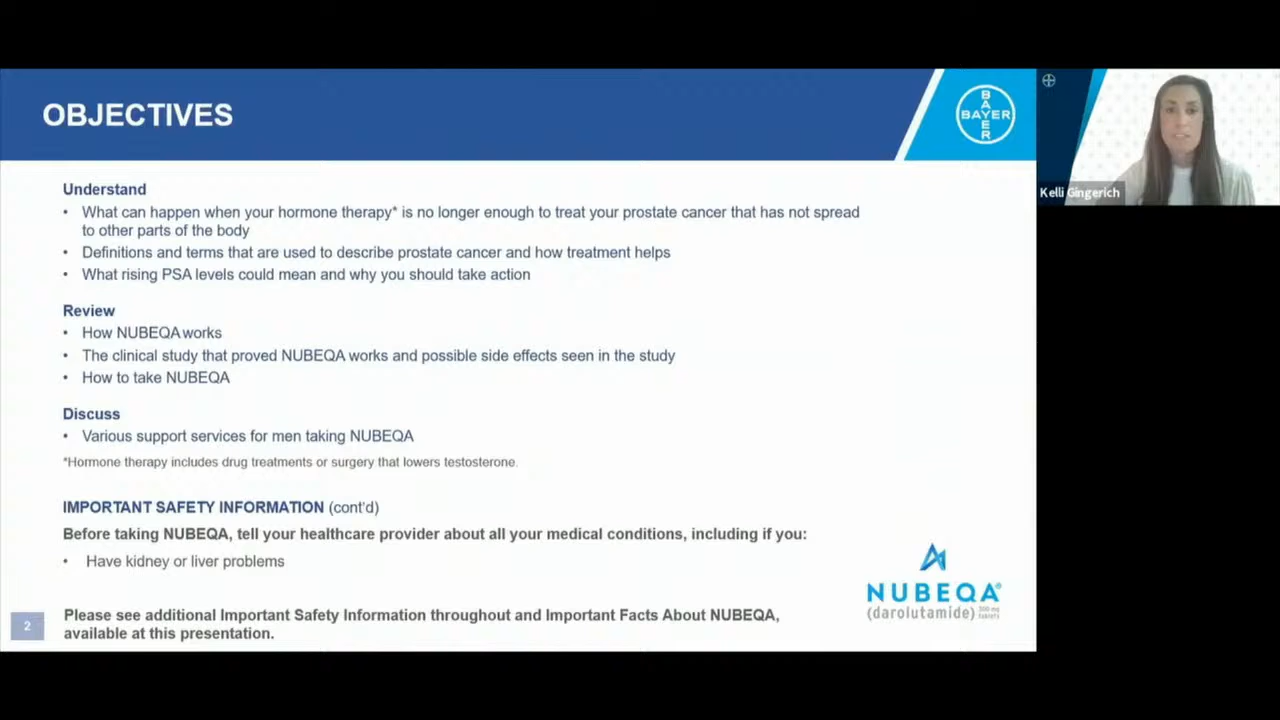 OBJECTIVES
BAYER
BAYER
Kelli Gingerich
Understand
• What can happen when your hormone therapy* is no longer enough to treat your prostate cancer that has not spread
to other parts of the body
• Definitions and terms that are used to describe prostate cancer and how treatment helps
• What rising PSA levels could mean and why you should take action
Review
• How NUBEQA works
• The clinical study that proved NUBEQA works and possible side effects seen in the study
• How to take NUBEQA
Discuss
• Various support services for men taking NUBEQA
*Hormone therapy includes drug treatments or surgery that lowers testosterone.
IMPORTANT SAFETY INFORMATION (cont'd)
Before taking NUBEQA, tell your healthcare provider about all your medical conditions, including if you:
• Have kidney or liver problems
NUBEQA®
(darolutamide) 300 mg
tablets
Please see additional Important Safety Information throughout and Important Facts About NUBEQA,
available at this presentation.
2